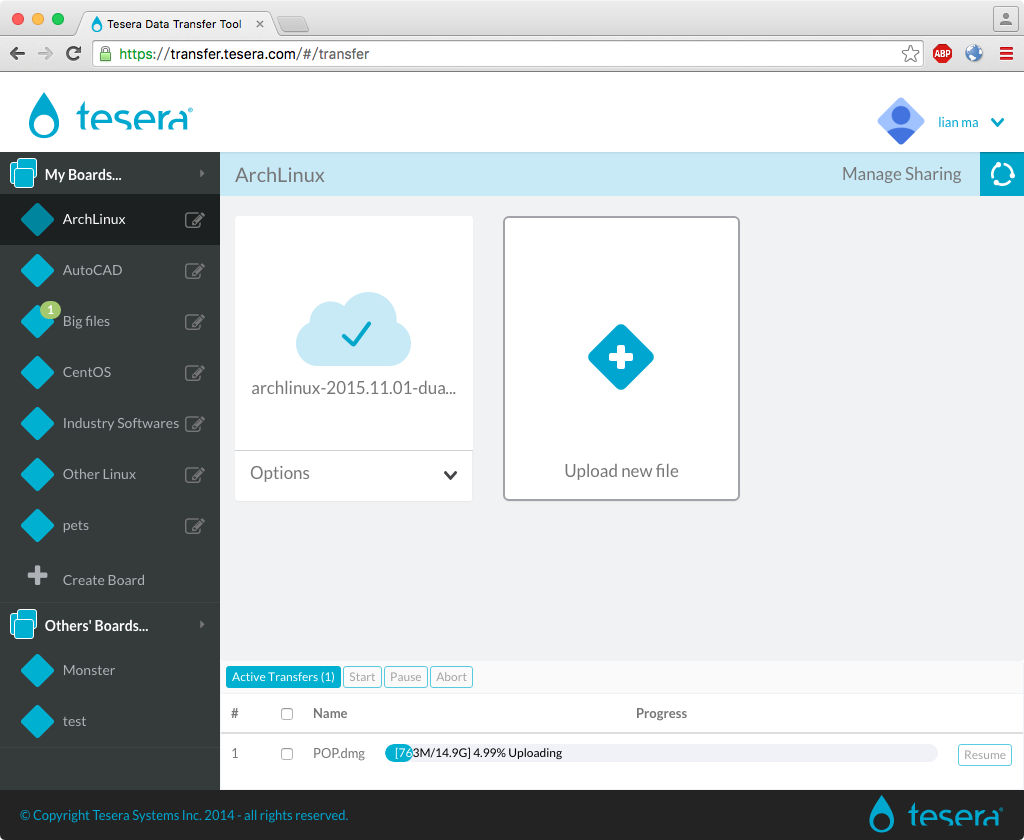 Tesera Data Transfer Tool
https://transfer.tesera.com/#/transfer
ABP
tesera®
lian ma
My Boards...
ArchLinux
AutoCAD
1
Big files
CentOS
Industry Softwares
Other Linux
pets
Create Board
Others' Boards...
Monster
test
ArchLinux
Manage Sharing
archlinux-2015.11.01-dua...
Options
Upload new file
Active Transfers (1) Start Pause Abort
# Name Progress
1 POP.dmg [763M/14.9G] 4.99% Uploading Resume
© Copyright Tesera Systems Inc. 2014 - all rights reserved.
tesera®